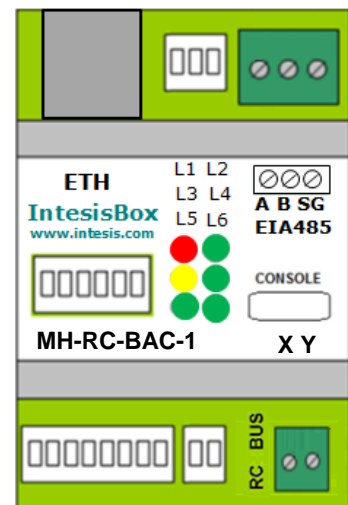 ETH
IntesisBox
www.intesis.com
L1 L2
L3 L4
L5 L6
A B SG
EIA485
CONSOLE
MH-RC-BAC-1
X Y
RC BUS